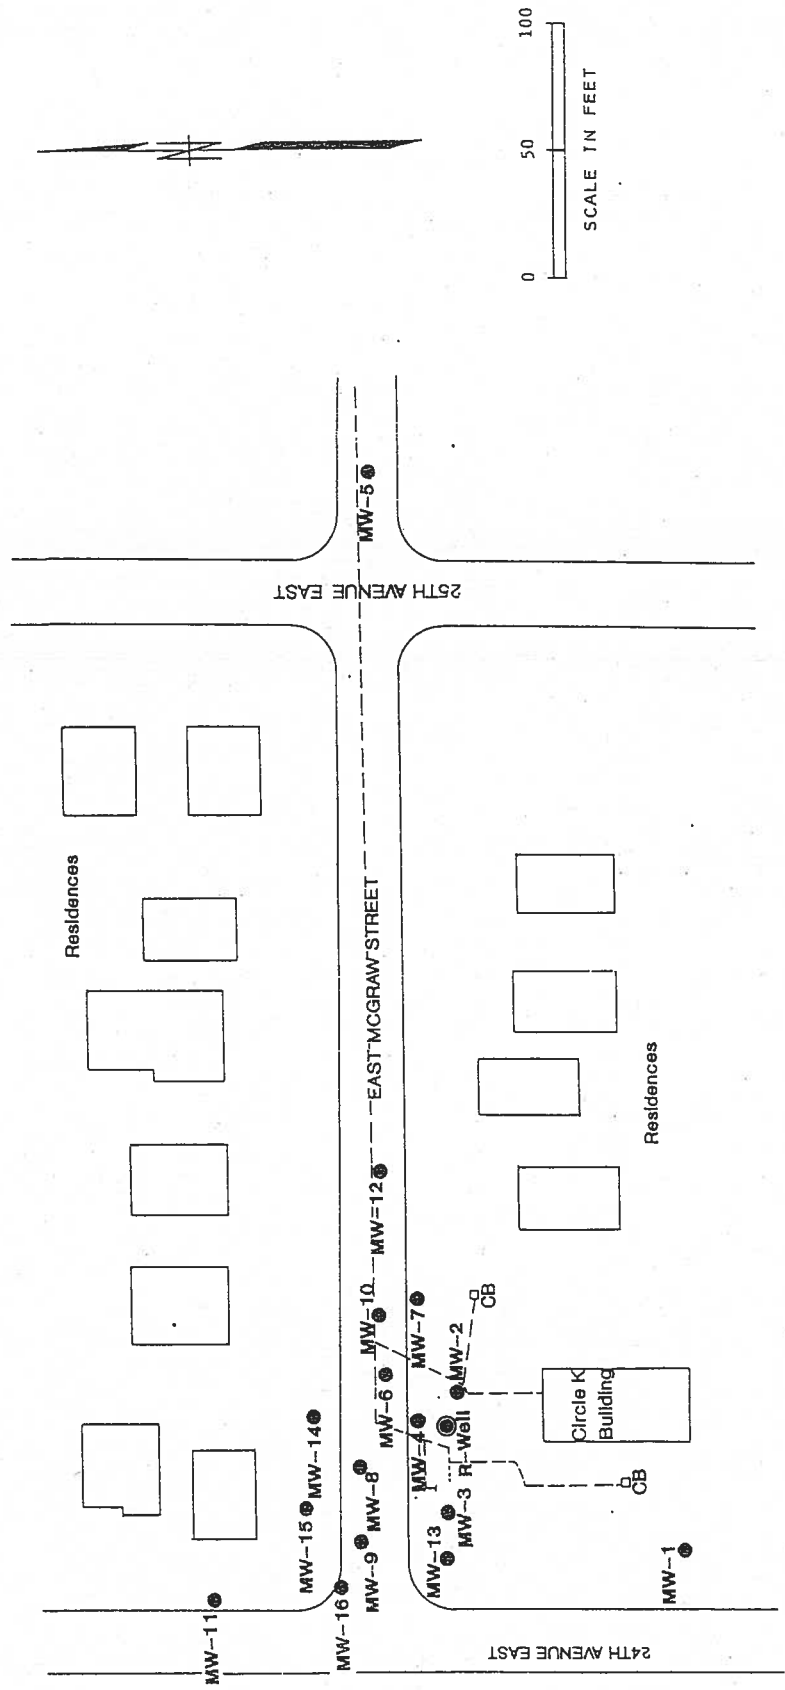 0
50
100
SCALE IN FEET
N
MW-5
25TH AVENUE EAST
Residences
EAST MCGRAW STREET
Residences
MW-12
MW-10
MW-7
MW-2
CB
MW-6
MW-4
R-Well
Circle K
Building
CB
MW-14
MW-15
MW-8
MW-3
MW-13
MW-9
MW-16
MW-11
MW-1
24TH AVENUE EAST